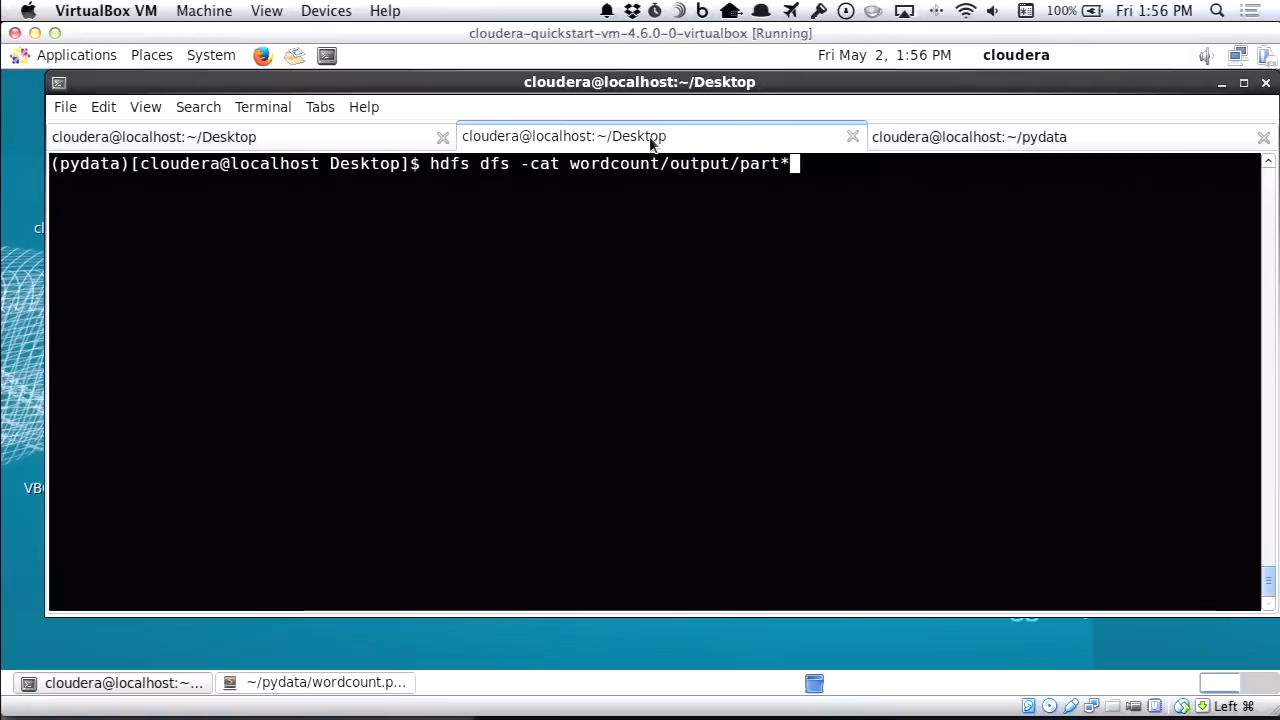 VirtualBox VM Machine View Devices Help 100% Fri 1:56 PM
cloudera-quickstart-vm-4.6.0-0-virtualbox [Running]
Applications Places System Fri May 2, 1:56 PM cloudera
cloudera@localhost:~/Desktop
File Edit View Search Terminal Tabs Help
cloudera@localhost:~/Desktop cloudera@localhost:~/Desktop cloudera@localhost:~/pydata
(pydata)[cloudera@localhost Desktop]$ hdfs dfs -cat wordcount/output/part*
cl
cloudera@localhost:~... ~/pydata/wordcount.p...
Left ⌘